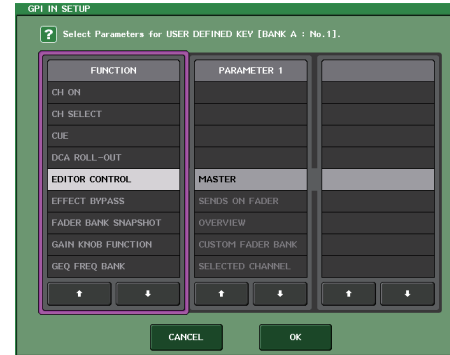 GPI IN SETUP
? Select Parameters for USER DEFINED KEY [BANK A : No.1].
FUNCTION
CH ON
CH SELECT
CUE
DCA ROLL-OUT
EDITOR CONTROL
EFFECT BYPASS
FADER BANK SNAPSHOT
GAIN KNOB FUNCTION
GEQ FREQ BANK
PARAMETER 1
MASTER
SENDS ON FADER
OVERVIEW
CUSTOM FADER BANK
SELECTED CHANNEL
CANCEL
OK